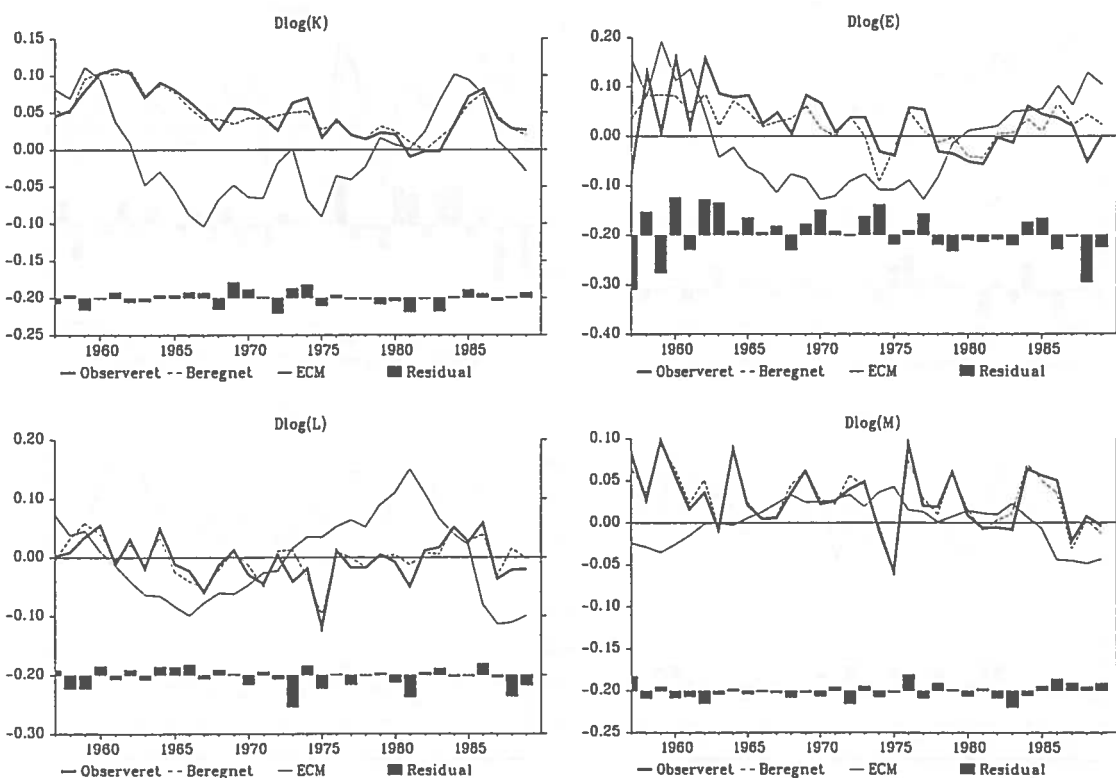 Dlog(K)
0.15
0.10
0.05
0.00
-0.05
-0.10
-0.15
-0.20
-0.25
1960 1965 1970 1975 1980 1985
Observeret Beregnet ECM Residual
Dlog(E)
0.20
0.10
0.00
-0.10
-0.20
-0.30
-0.40
1960 1965 1970 1975 1980 1985
Observeret Beregnet ECM Residual
Dlog(L)
0.20
0.10
0.00
-0.10
-0.20
-0.30
1960 1965 1970 1975 1980 1985
Observeret Beregnet ECM Residual
Dlog(M)
0.10
0.05
0.00
-0.05
-0.10
-0.15
-0.20
-0.25
1960 1965 1970 1975 1980 1985
Observeret Beregnet ECM Residual